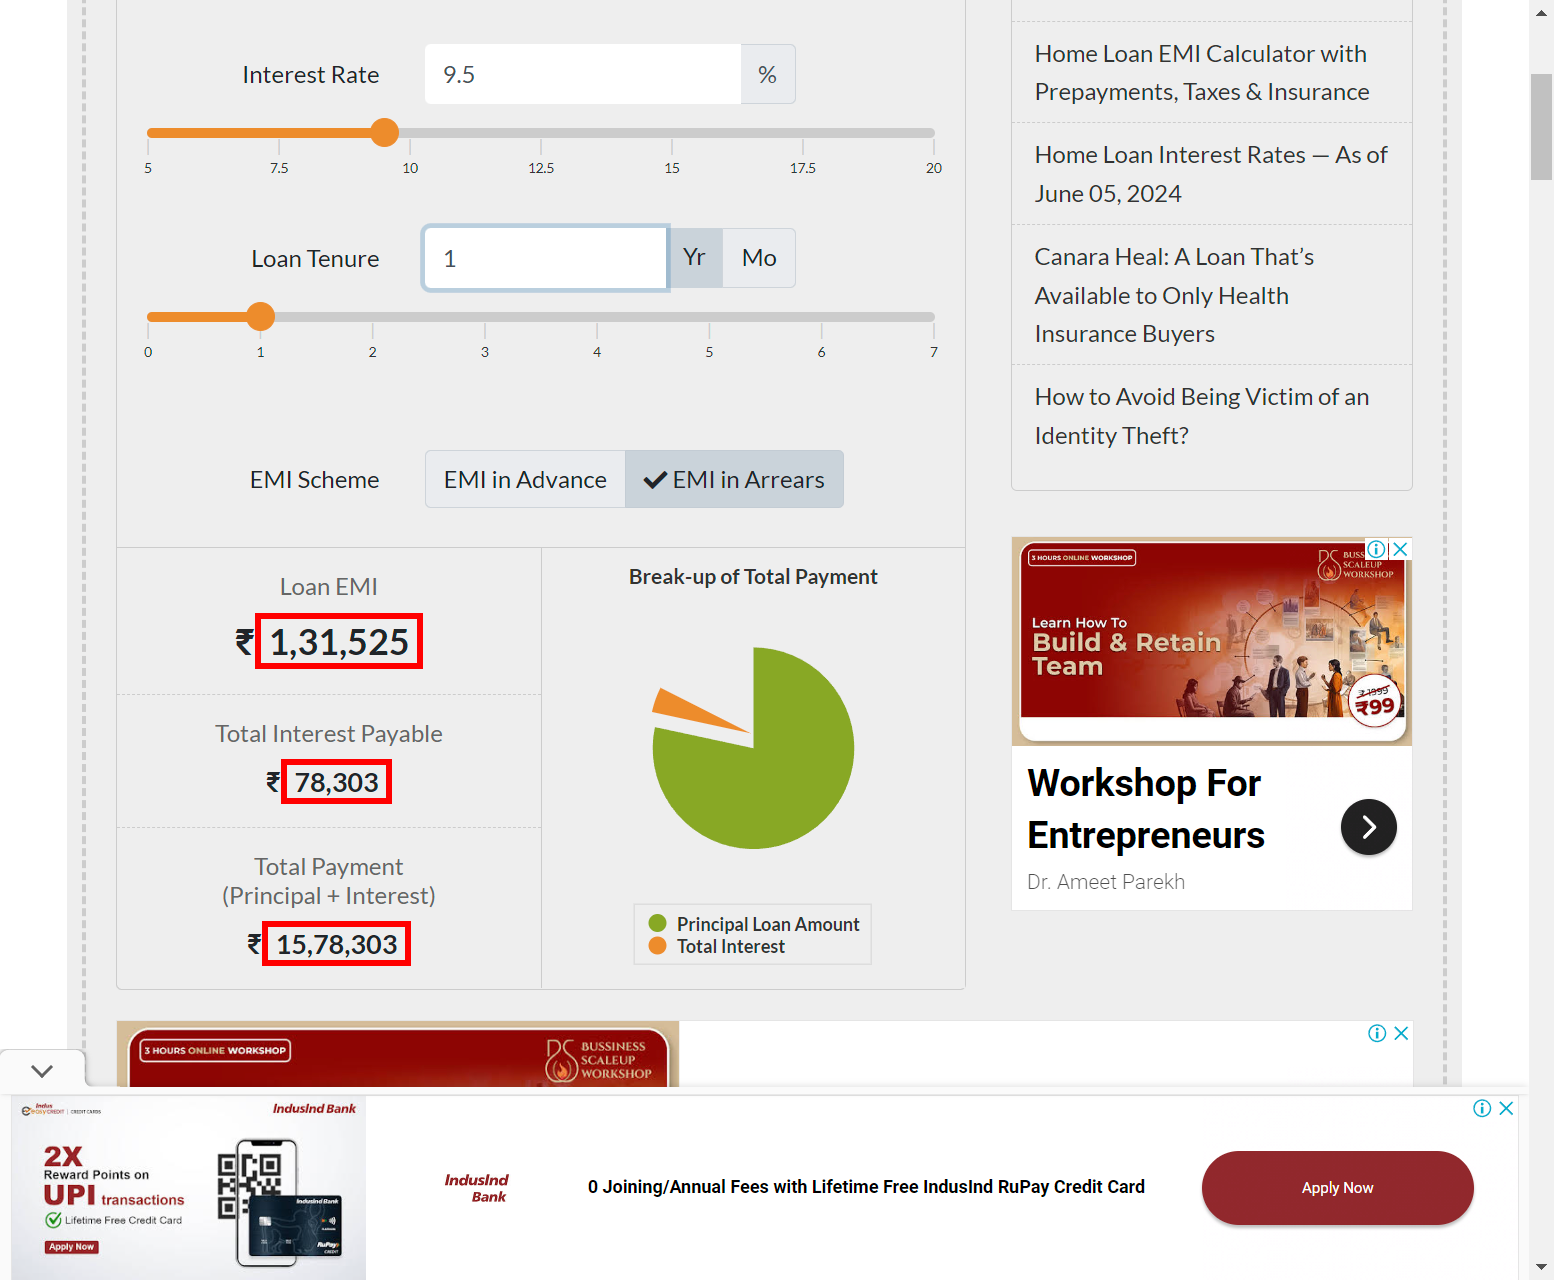 Interest Rate
9.5
%
5 7.5 10 12.5 15 17.5 20
Loan Tenure
1
Yr
Mo
0 1 2 3 4 5 6 7
EMI Scheme
EMI in Advance
EMI in Arrears
Loan EMI
₹ 1,31,525
Total Interest Payable
₹ 78,303
Total Payment
(Principal + Interest)
₹ 15,78,303
Break-up of Total Payment
Principal Loan Amount
Total Interest
Home Loan EMI Calculator with
Prepayments, Taxes & Insurance
Home Loan Interest Rates — As of
June 05, 2024
Canara Heal: A Loan That’s
Available to Only Health
Insurance Buyers
How to Avoid Being Victim of an
Identity Theft?
3 HOURS ONLINE WORKSHOP
SCALEUP
WORKSHOP
Learn How To
Build & Retain
Team
₹ 1999
₹99
Workshop For
Entrepreneurs
Dr. Ameet Parekh
3 HOURS ONLINE WORKSHOP
BUSSINESS
SCALEUP
WORKSHOP
Indus
easyCREDIT | CREDIT CARDS
IndusInd Bank
2X
Reward Points on
UPI transactions
Lifetime Free Credit Card
Apply Now
IndusInd Bank
RuPay
CREDIT
IndusInd
Bank
0 Joining/Annual Fees with Lifetime Free IndusInd RuPay Credit Card
Apply Now